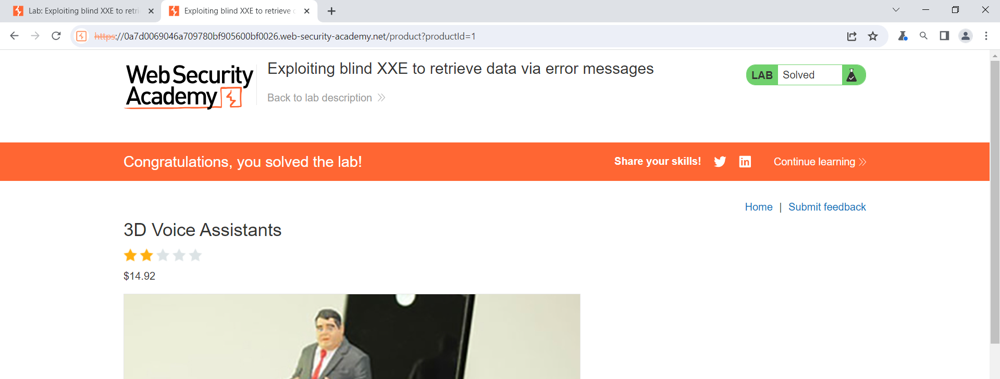 Lab: Exploiting blind XXE to retri
Exploiting blind XXE to retrieve
https://0a7d0069046a709780bf905600bf0026.web-security-academy.net/product?productId=1
Web Security
Academy
Exploiting blind XXE to retrieve data via error messages
Back to lab description
LAB Solved
Congratulations, you solved the lab!
Share your skills!
Continue learning
Home | Submit feedback
3D Voice Assistants
$14.92